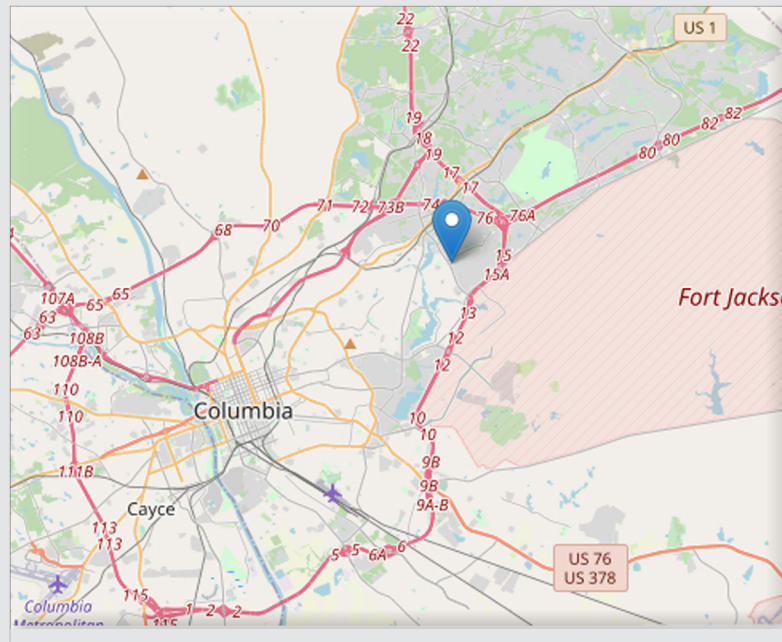 22
22
US 1
19
18
19
82
82
80
80
17
17
71
72
73B
74
76
76A
70
68
15
15A
107A
65
65
63
63
13
108B
12
108B-A
12
110
110
Columbia
10
10
9B
111B
9B
9A-B
Cayce
113
113
5
5
6A
6
US 76
US 378
115
1
2
2
115
Columbia
Metropolitan
Fort Jacks